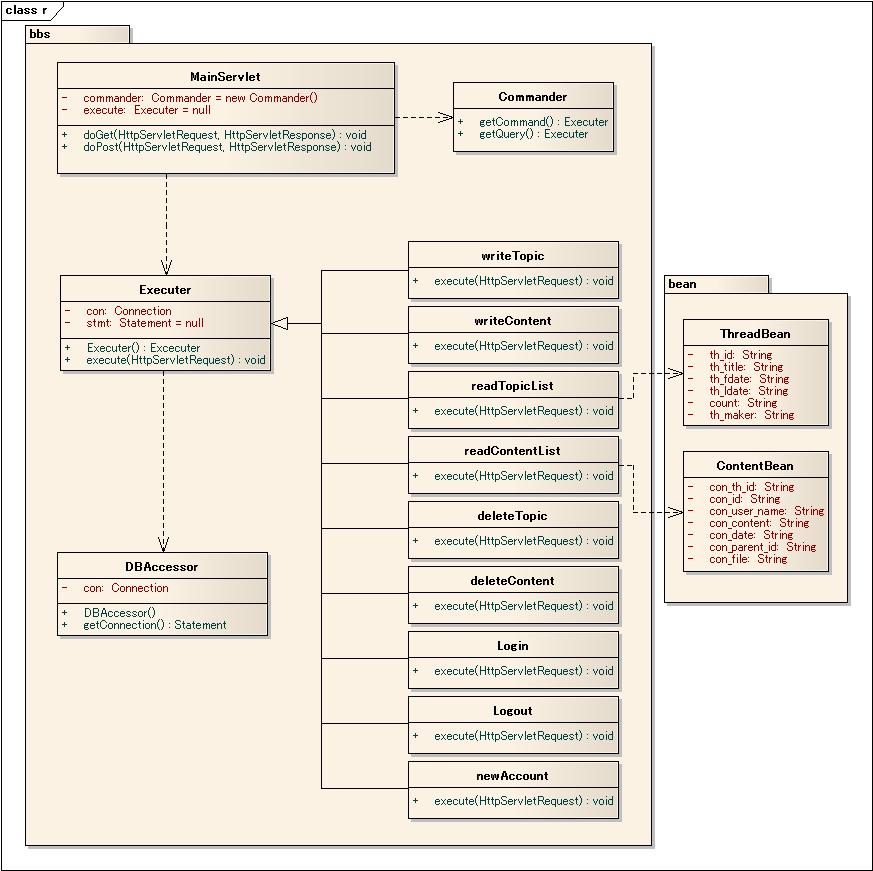 class r
bbs
MainServlet
- commander: Commander = new Commander()
- execute: Executer = null
+ doGet(HttpServletRequest, HttpServletResponse) : void
+ doPost(HttpServletRequest, HttpServletResponse) : void
Commander
+ getCommand() : Executer
+ getQuery() : Executer
Executer
- con: Connection
- stmt: Statement = null
+ Executer() : Excecuter
+ execute(HttpServletRequest) : void
DBAccessor
- con: Connection
+ DBAccessor()
+ getConnection() : Statement
writeTopic
+ execute(HttpServletRequest) : void
writeContent
+ execute(HttpServletRequest) : void
readTopicList
+ execute(HttpServletRequest) : void
readContentList
+ execute(HttpServletRequest) : void
deleteTopic
+ execute(HttpServletRequest) : void
deleteContent
+ execute(HttpServletRequest) : void
Login
+ execute(HttpServletRequest) : void
Logout
+ execute(HttpServletRequest) : void
newAccount
+ execute(HttpServletRequest) : void
bean
ThreadBean
- th_id: String
- th_title: String
- th_fdate: String
- th_ldate: String
- count: String
- th_maker: String
ContentBean
- con_th_id: String
- con_id: String
- con_user_name: String
- con_content: String
- con_date: String
- con_parent_id: String
- con_file: String